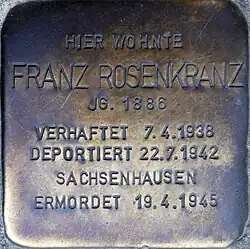 HIER WOHNTE
FRANZ ROSENKRANZ
JG. 1886
VERHAFTET 7.4.1938
DEPORTIERT 22.7.1942
SACHSENHAUSEN
ERMORDET 19.4.1945